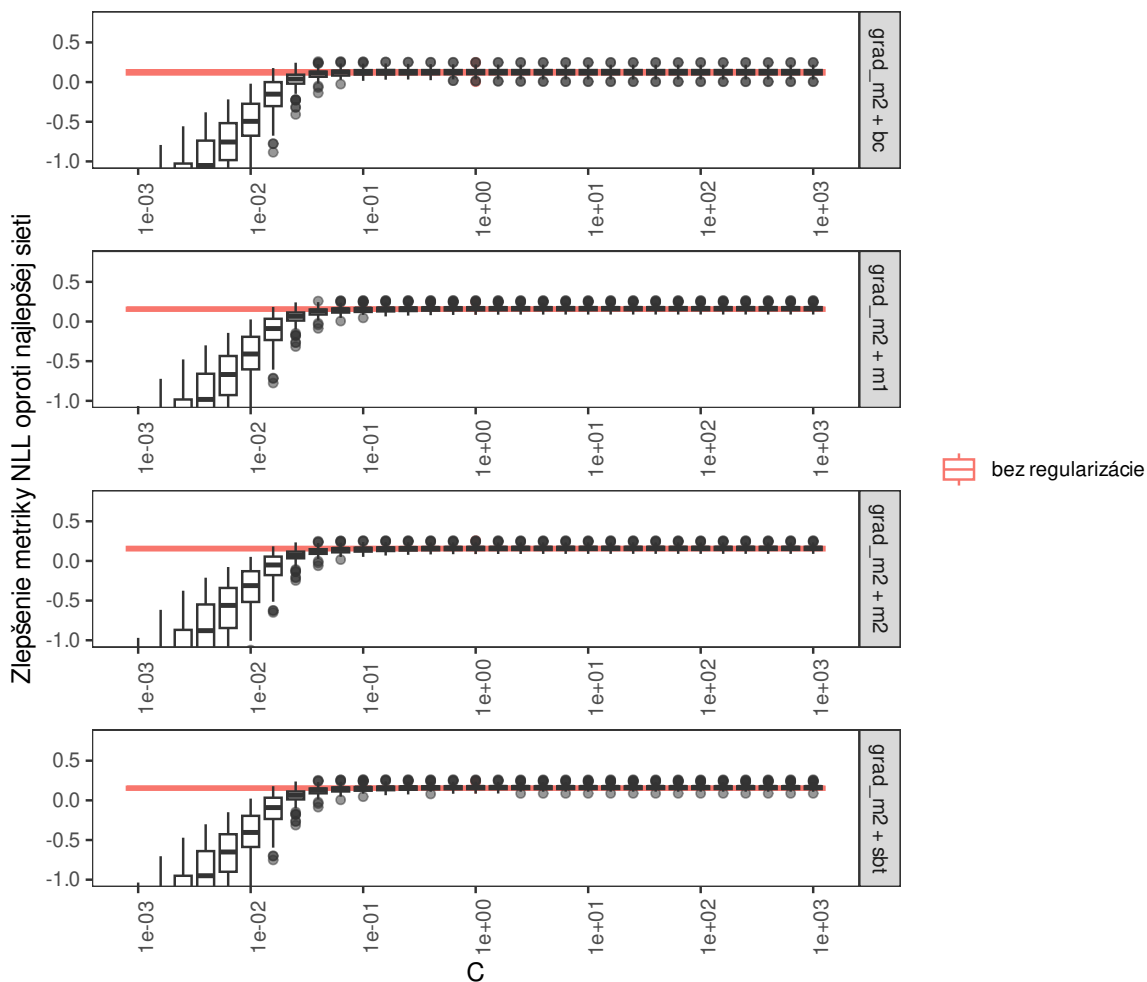 Zlepšenie metriky NLL oproti najlepšej sieti
0.5
0.0
-0.5
-1.0
1e-03
1e-02
1e-01
1e+00
1e+01
1e+02
1e+03
grad_m2 + bc
0.5
0.0
-0.5
-1.0
1e-03
1e-02
1e-01
1e+00
1e+01
1e+02
1e+03
grad_m2 + m1
0.5
0.0
-0.5
-1.0
1e-03
1e-02
1e-01
1e+00
1e+01
1e+02
1e+03
grad_m2 + m2
0.5
0.0
-0.5
-1.0
1e-03
1e-02
1e-01
1e+00
1e+01
1e+02
1e+03
grad_m2 + sbt
C
bez regularizácie